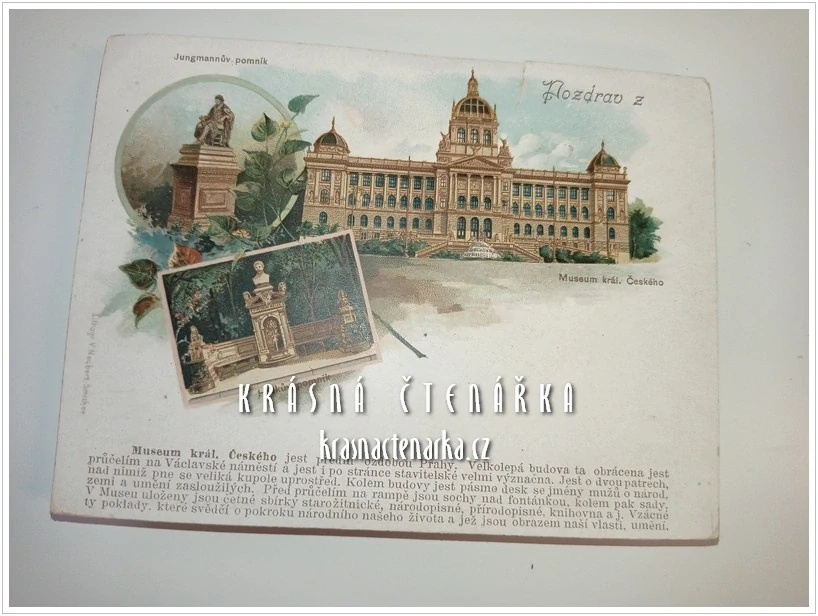 Jungmannův pomník
Pozdrav z
Museum král. Českého
KRÁSNÁ ČTENÁŘKA
krasnactenarka.cz
Museum král. Českého jest přední ozdobou Prahy. Velkolepá budova ta obrácena jest
průčelím na Václavské náměstí a jest i po stránce stavitelské velmi význačna. Jest o dvou patrech,
nad nimiž pne se veliká kupole uprostřed. Kolem budovy jest pásmo desk se jmény mužů o národ,
zemi a umění zasloužilých. Před průčelím na rampě jsou sochy nad fontánkou, kolem pak sady.
V Museu uloženy jsou četné sbírky starožitnické, národopisné, přírodopisné, knihovna a j. Vzácné
ty poklady, které svědčí o pokroku národního našeho života a jež jsou obrazem naší vlasti, umění.